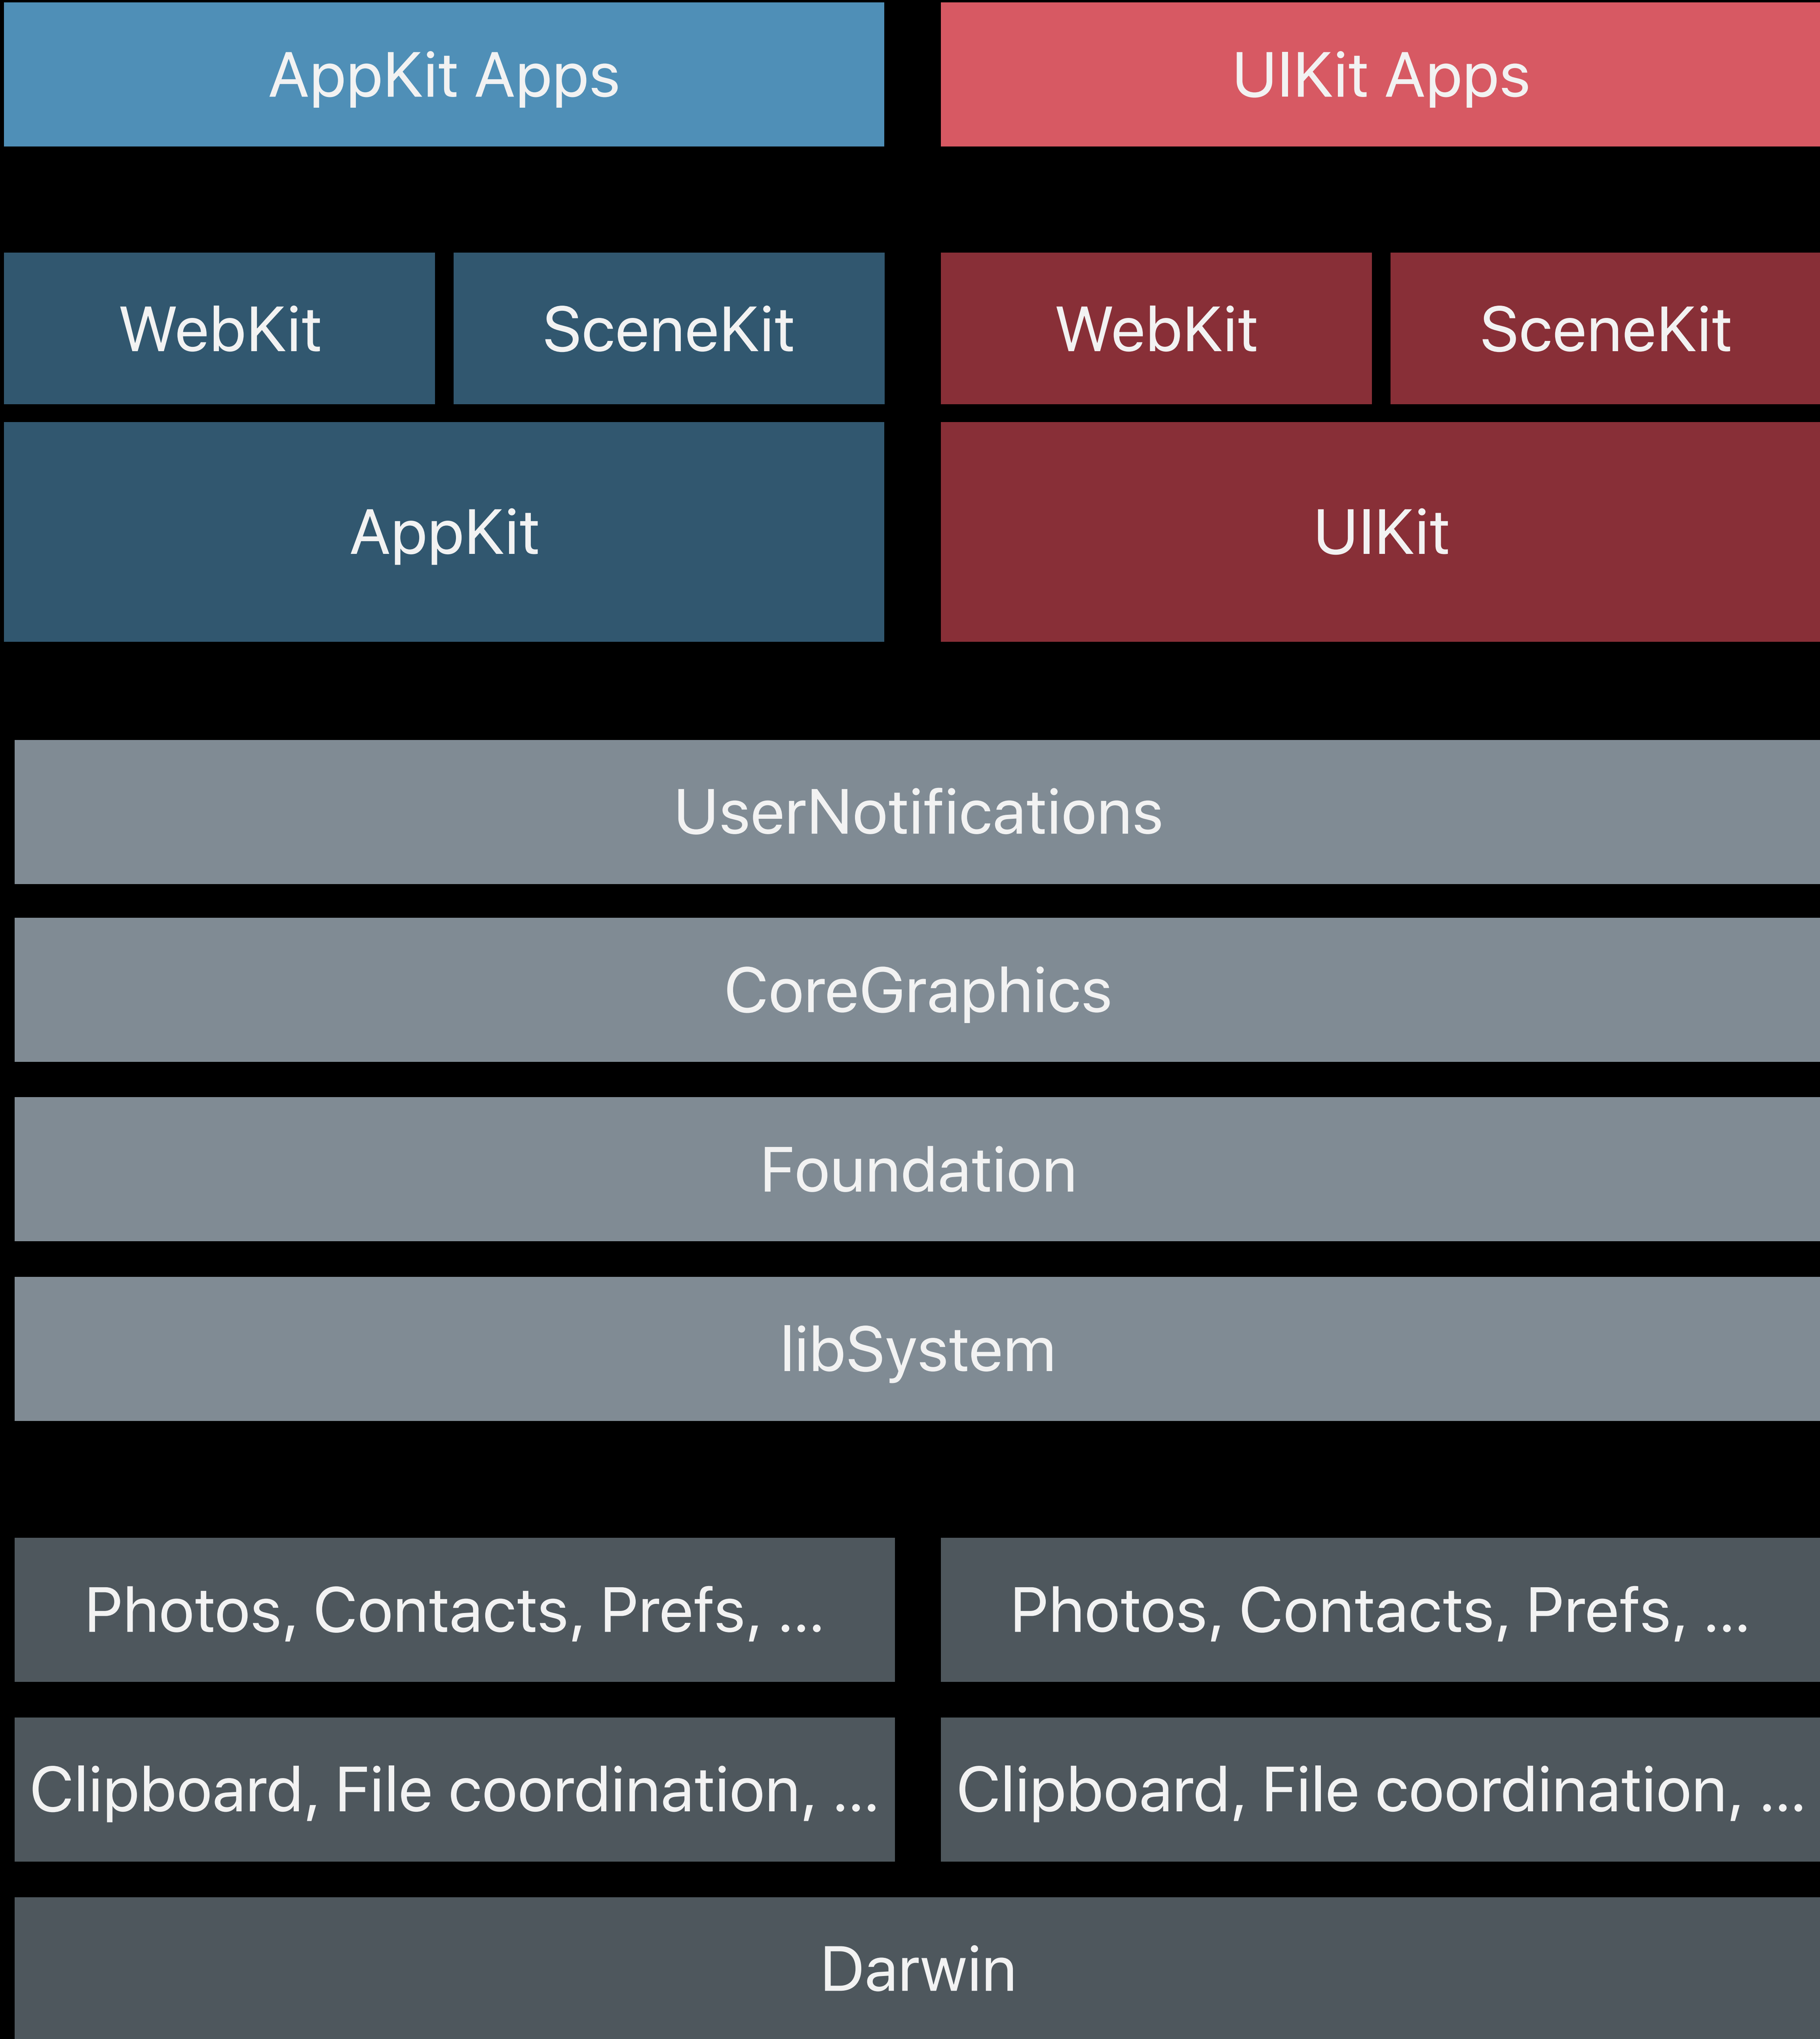 AppKit Apps
UIKit Apps
WebKit
SceneKit
WebKit
SceneKit
AppKit
UIKit
UserNotifications
CoreGraphics
Foundation
libSystem
Photos, Contacts, Prefs, ...
Photos, Contacts, Prefs, ...
Clipboard, File coordination, ...
Clipboard, File coordination, ...
Darwin